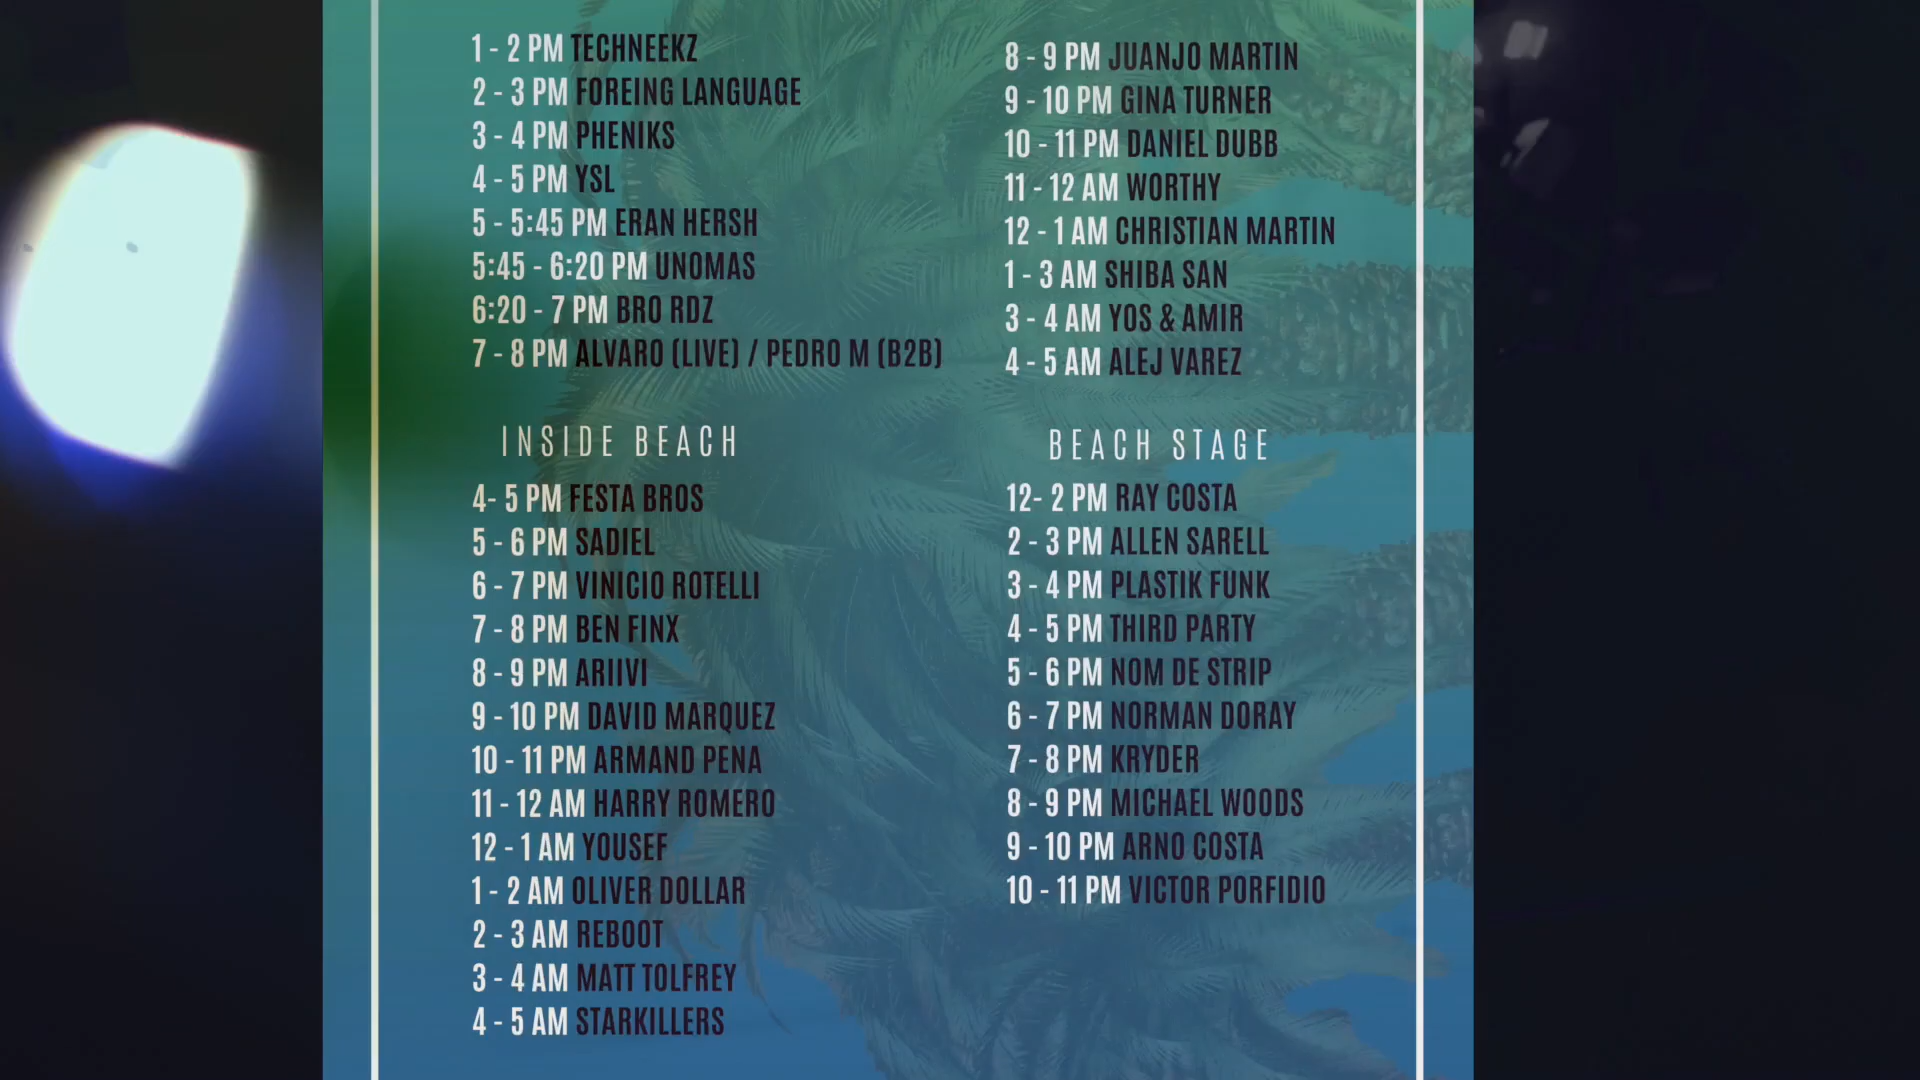 1 - 2 PM TECHNEEKZ
2 - 3 PM FOREING LANGUAGE
3 - 4 PM PHENIKS
4 - 5 PM YSL
5 - 5:45 PM ERAN HERSH
5:45 - 6:20 PM UNOMAS
6:20 - 7 PM BRO RDZ
7 - 8 PM ALVARO (LIVE) / PEDRO M (B2B)
8 - 9 PM JUANJO MARTIN
9 - 10 PM GINA TURNER
10 - 11 PM DANIEL DUBB
11 - 12 AM WORTHY
12 - 1 AM CHRISTIAN MARTIN
1 - 3 AM SHIBA SAN
3 - 4 AM YOS & AMIR
4 - 5 AM ALEJ VAREZ
INSIDE BEACH
4- 5 PM FESTA BROS
5 - 6 PM SADIEL
6 - 7 PM VINICIO ROTELLI
7 - 8 PM BEN FINX
8 - 9 PM ARIIVI
9 - 10 PM DAVID MARQUEZ
10 - 11 PM ARMAND PENA
11 - 12 AM HARRY ROMERO
12 - 1 AM YOUSEF
1 - 2 AM OLIVER DOLLAR
2 - 3 AM REBOOT
3 - 4 AM MATT TOLFREY
4 - 5 AM STARKILLERS
BEACH STAGE
12- 2 PM RAY COSTA
2 - 3 PM ALLEN SARELL
3 - 4 PM PLASTIK FUNK
4 - 5 PM THIRD PARTY
5 - 6 PM NOM DE STRIP
6 - 7 PM NORMAN DORAY
7 - 8 PM KRYDER
8 - 9 PM MICHAEL WOODS
9 - 10 PM ARNO COSTA
10 - 11 PM VICTOR PORFIDIO